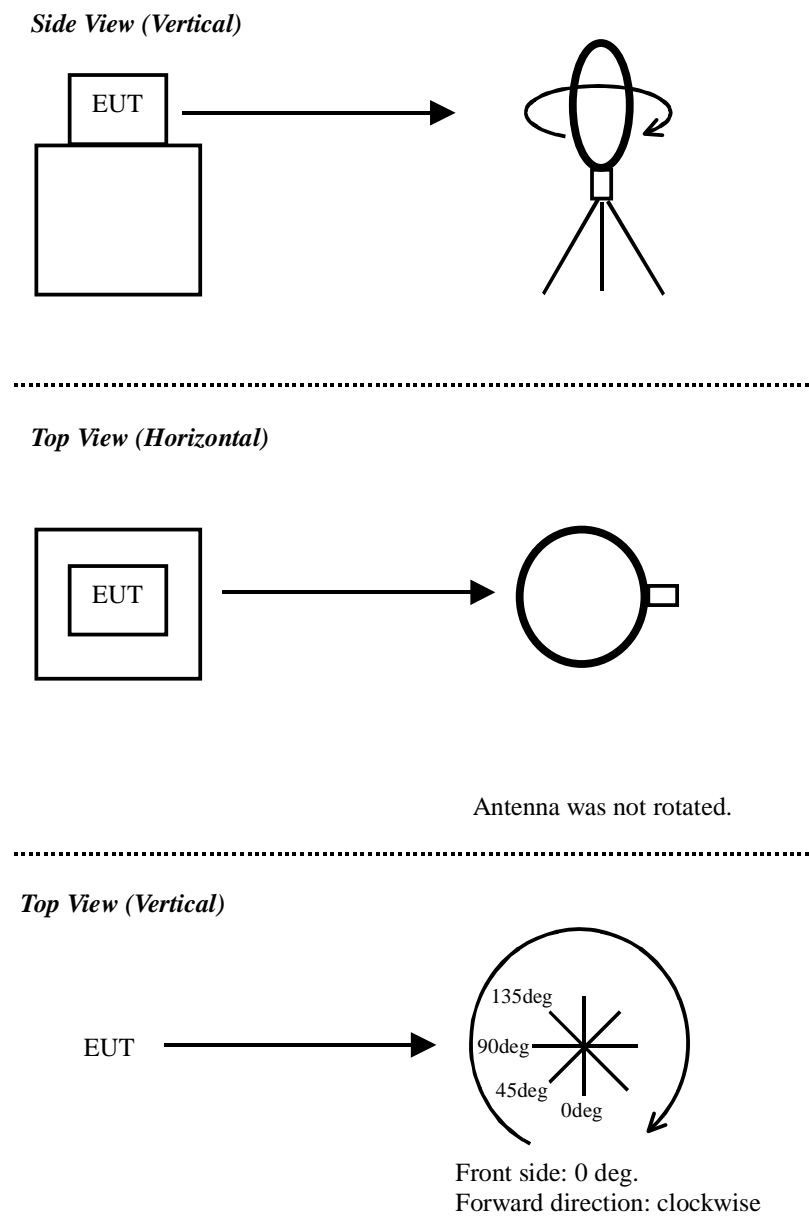 Side View (Vertical)
EUT
Top View (Horizontal)
EUT
Antenna was not rotated.
Top View (Vertical)
135deg
EUT
90deg
45deg
0deg
Front side: 0 deg.
Forward direction: clockwise